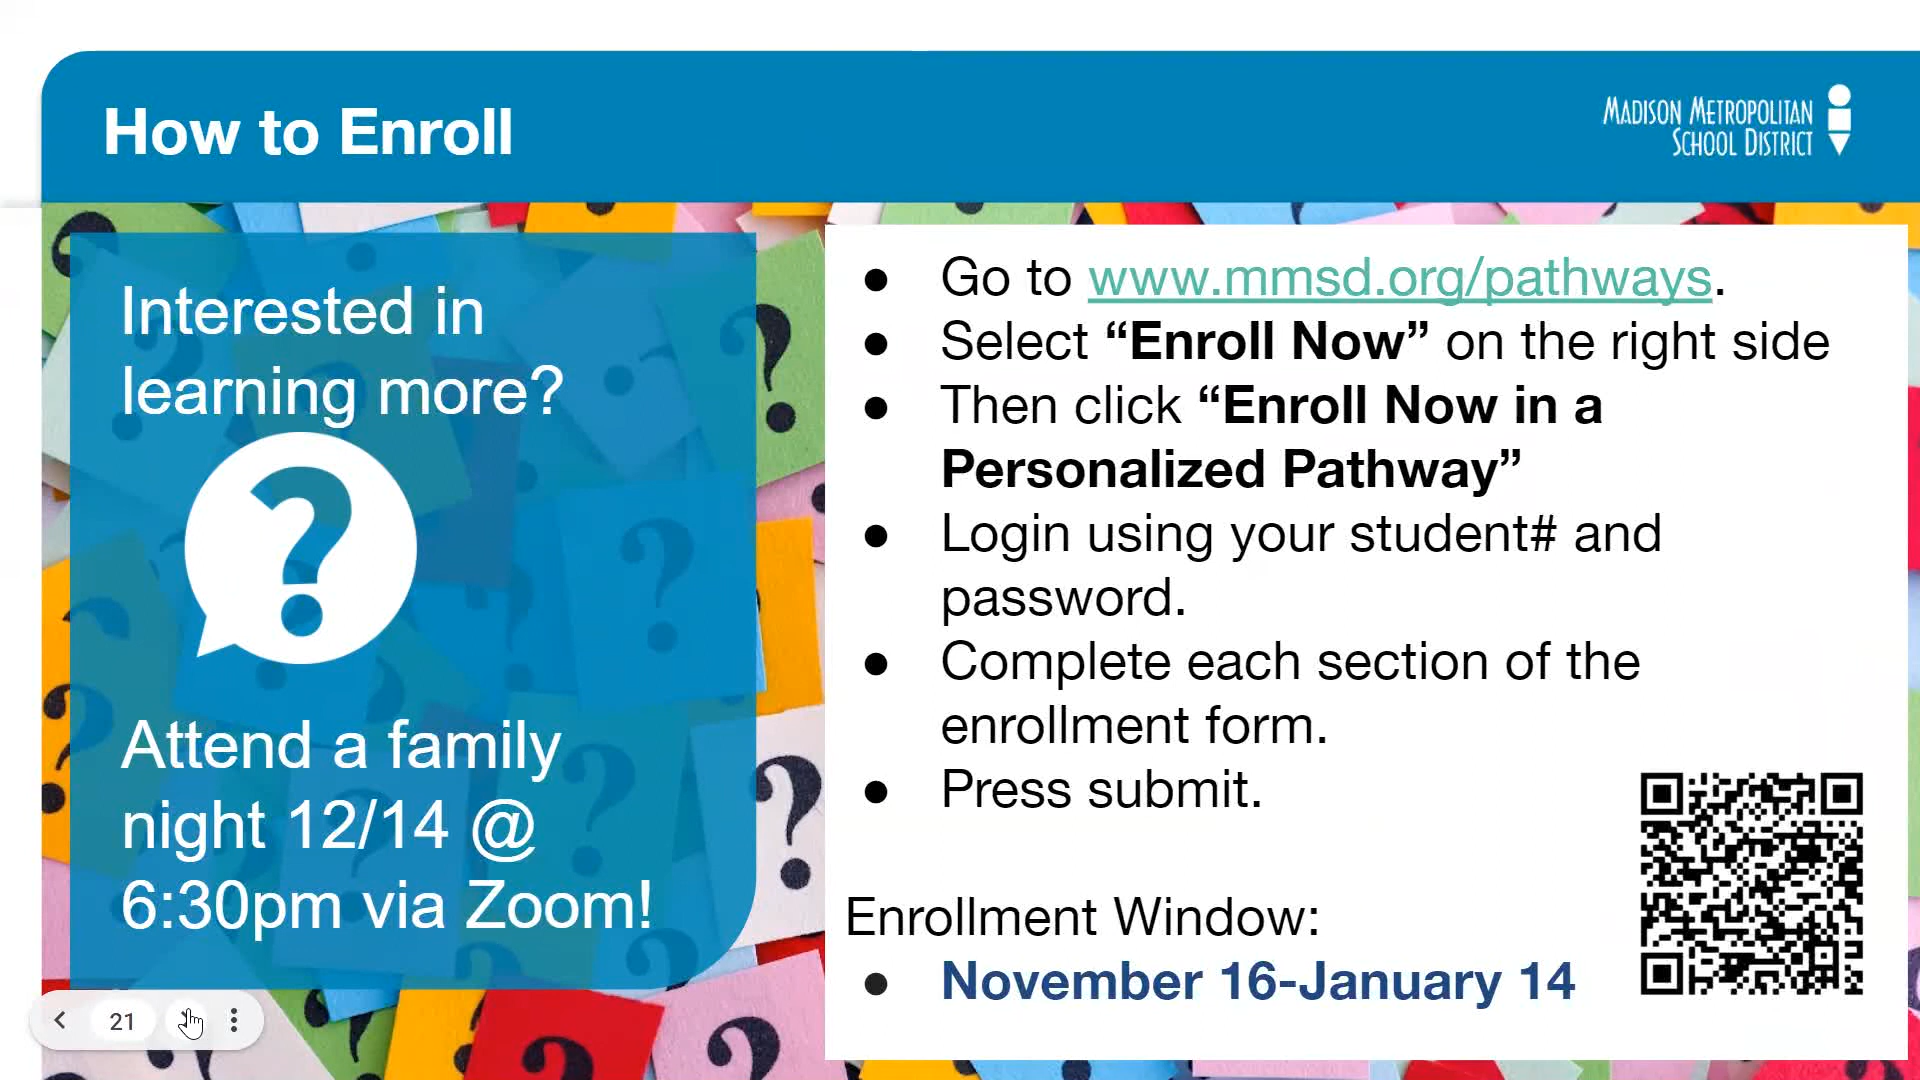 How to Enroll
MADISON METROPOLITAN
SCHOOL DISTRICT
Interested in
learning more?
?
Attend a family
night 12/14 @
6:30pm via Zoom!
● Go to www.mmsd.org/pathways.
● Select “Enroll Now” on the right side
● Then click “Enroll Now in a
Personalized Pathway”
● Login using your student# and
password.
● Complete each section of the
enrollment form.
● Press submit.
Enrollment Window:
● November 16-January 14
21